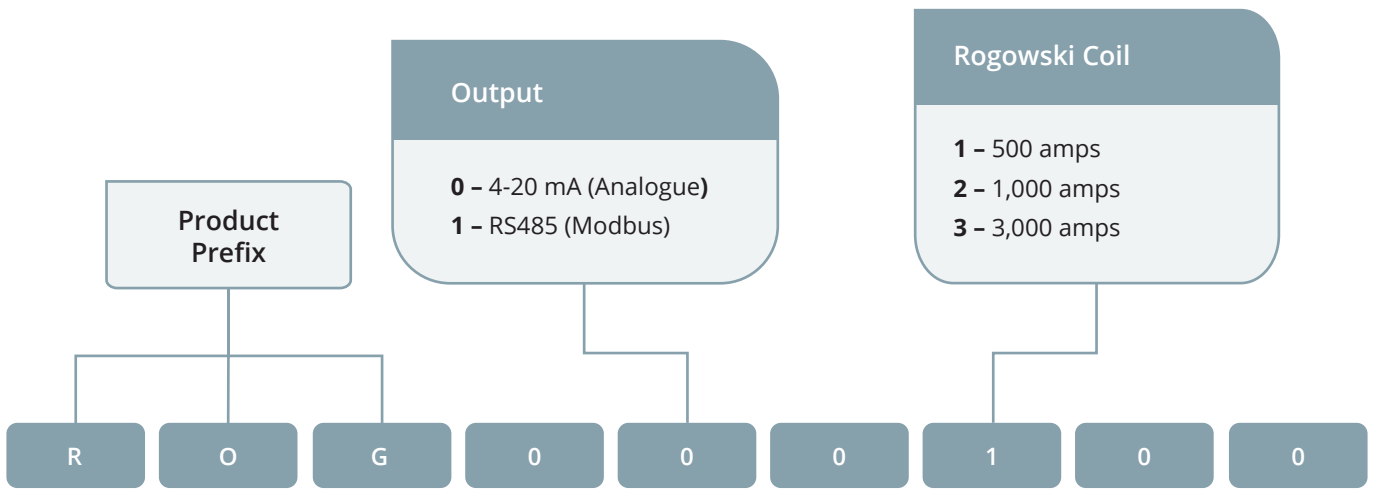 Product
Prefix
Output
0 – 4-20 mA (Analogue)
1 – RS485 (Modbus)
Rogowski Coil
1 – 500 amps
2 – 1,000 amps
3 – 3,000 amps
R O G 0 0 0 1 0 0